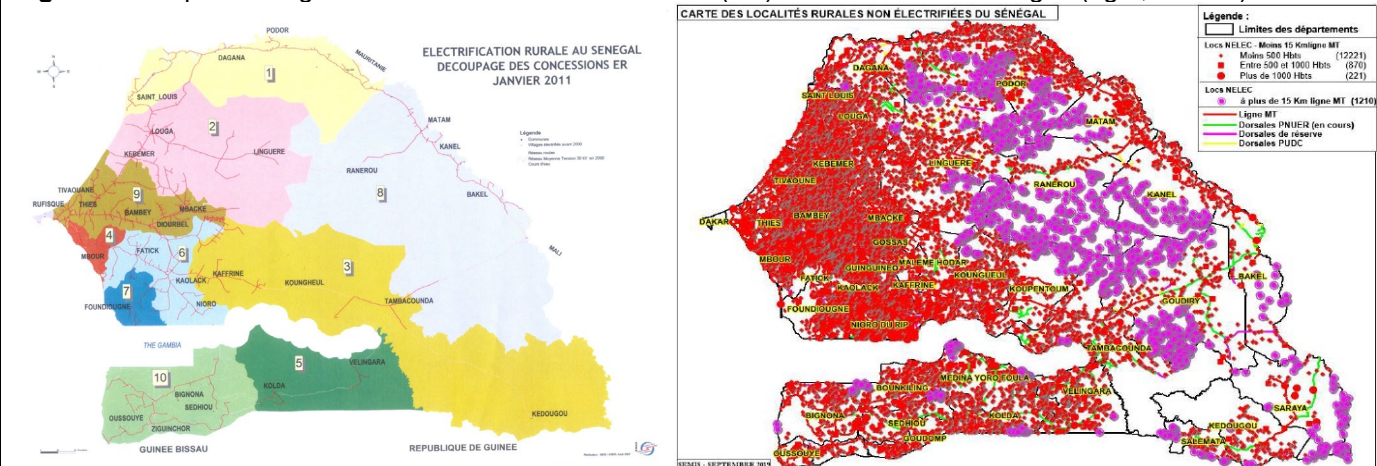 ELECTRIFICATION RURALE AU SENEGAL
DECOUPAGE DES CONCESSIONS ER
JANVIER 2011
PODOR
DAGANA
MAURITANIE
1
SAINT_LOUIS
2
LOUGA
MATAM
KANEL
KEBEMER
LINGUERE
Légende
RANEROU
TIVAOUANE
9
8
RUFISQUE
THIES
BAMBEY
MBACKE
BAKEL
DIOURBEL
4
MBOUR
FATICK
6
MALI
3
KAFFRINE
KOUNGHEUL
KAOLACK
7
NIORO
TAMBACOUNDA
FOUNDIOUGNE
THE GAMBIA
5
VELINGARA
10
KOLDA
BIGNONA
SEDHIOU
OUSSOUYE
ZIGUINCHOR
KEDOUGOU
GUINEE BISSAU
REPUBLIQUE DE GUINEE
CARTE DES LOCALITÉS RURALES NON ÉLECTRIFIÉES DU SÉNÉGAL
Légende :
Limites des départements
Locs NELEC - Moins 15 Kmligne MT
Moins 500 Hbts (12221)
Entre 500 et 1000 Hbts (870)
Plus de 1000 Hbts (221)
Locs NELEC
à plus de 15 Km ligne MT (1210)
Ligne MT
Dorsales PNUER (en cours)
Dorsales de réserve
Dorsales PUDC
DAGANA
PODOR
SAINT LOUIS
LOUGA
MATAM
KEBEMER
LINGUERE
TIVAOUNE
RANEROU
KANEL
BAMBEY
MBACKE
DAKAR
THIES
GOSSAS
MBOUR
GUINGUINEO
MALEME HODAR
KOUNGUEUL
BAKEL
FATICK
KAOLACK
KAFFRINE
KOUPENTOUM
GOUDIRY
FOUNDIOUGNE
NIORO DU RIP
TAMBACOUNDA
MEDINA YORO FOULA
BOUNKILING
VELINGARA
BIGNONA
KOLDA
SEDHIOU
SARAYA
GOUDOMP
KEDOUGOU
OUSSOUYE
SALEMATA
SEMIS - SEPTEMBRE 2019